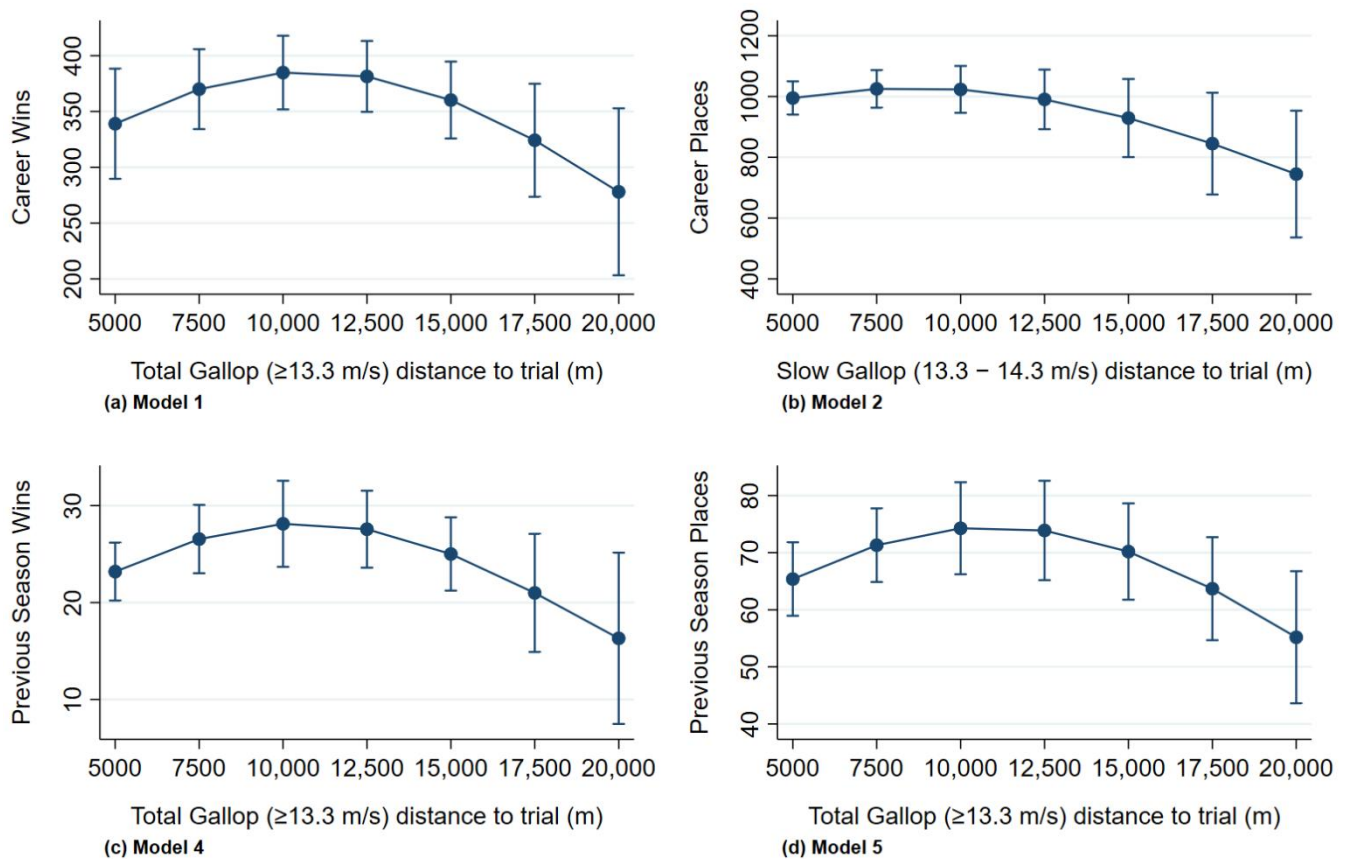 Career Wins
400
350
300
250
200
5000 7500 10,000 12,500 15,000 17,500 20,000
Total Gallop (≥13.3 m/s) distance to trial (m)
(a) Model 1
Career Places
1200
1000
800
600
400
5000 7500 10,000 12,500 15,000 17,500 20,000
Slow Gallop (13.3 − 14.3 m/s) distance to trial (m)
(b) Model 2
Previous Season Wins
30
20
10
5000 7500 10,000 12,500 15,000 17,500 20,000
Total Gallop (≥13.3 m/s) distance to trial (m)
(c) Model 4
Previous Season Places
80
70
60
50
40
5000 7500 10,000 12,500 15,000 17,500 20,000
Total Gallop (≥13.3 m/s) distance to trial (m)
(d) Model 5